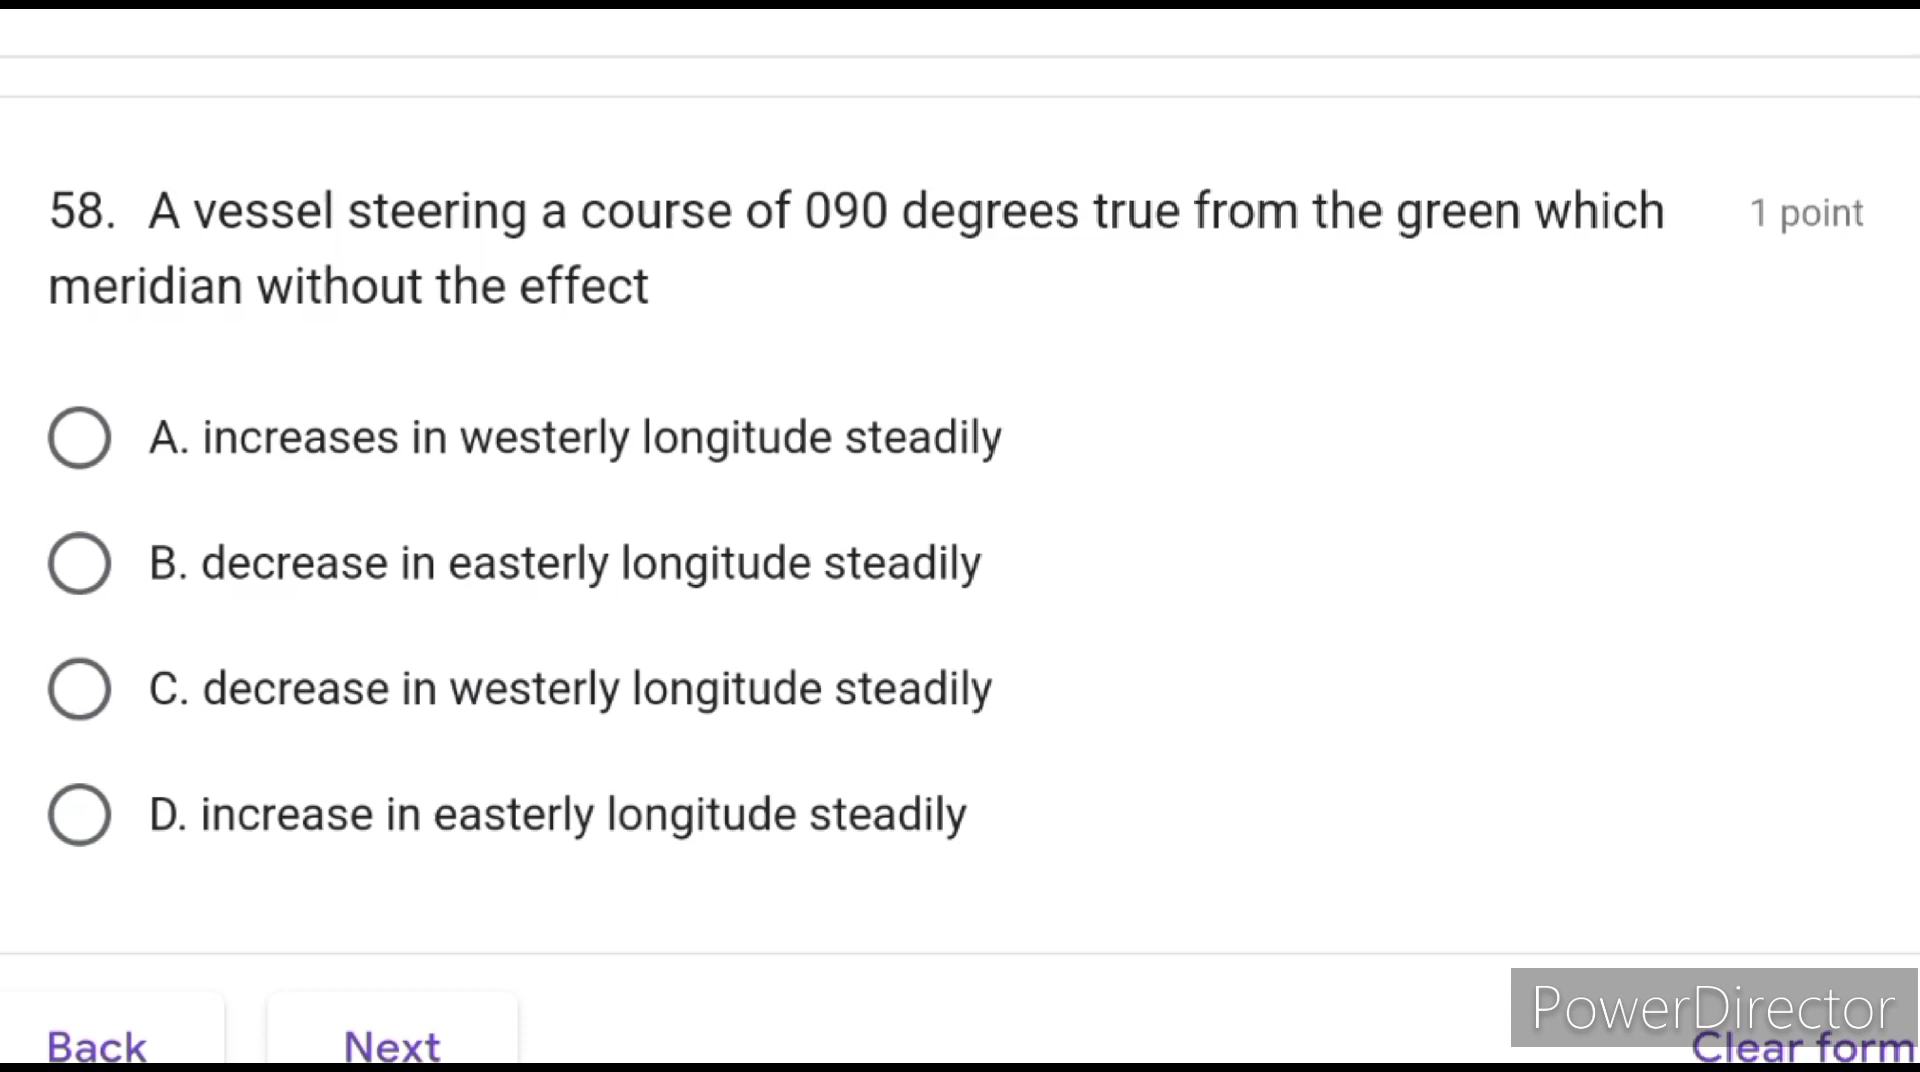 58. A vessel steering a course of 090 degrees true from the green which
1 point
meridian without the effect
A. increases in westerly longitude steadily
B. decrease in easterly longitude steadily
C. decrease in westerly longitude steadily
D. increase in easterly longitude steadily
PowerDirector
Back
Next
Clear form